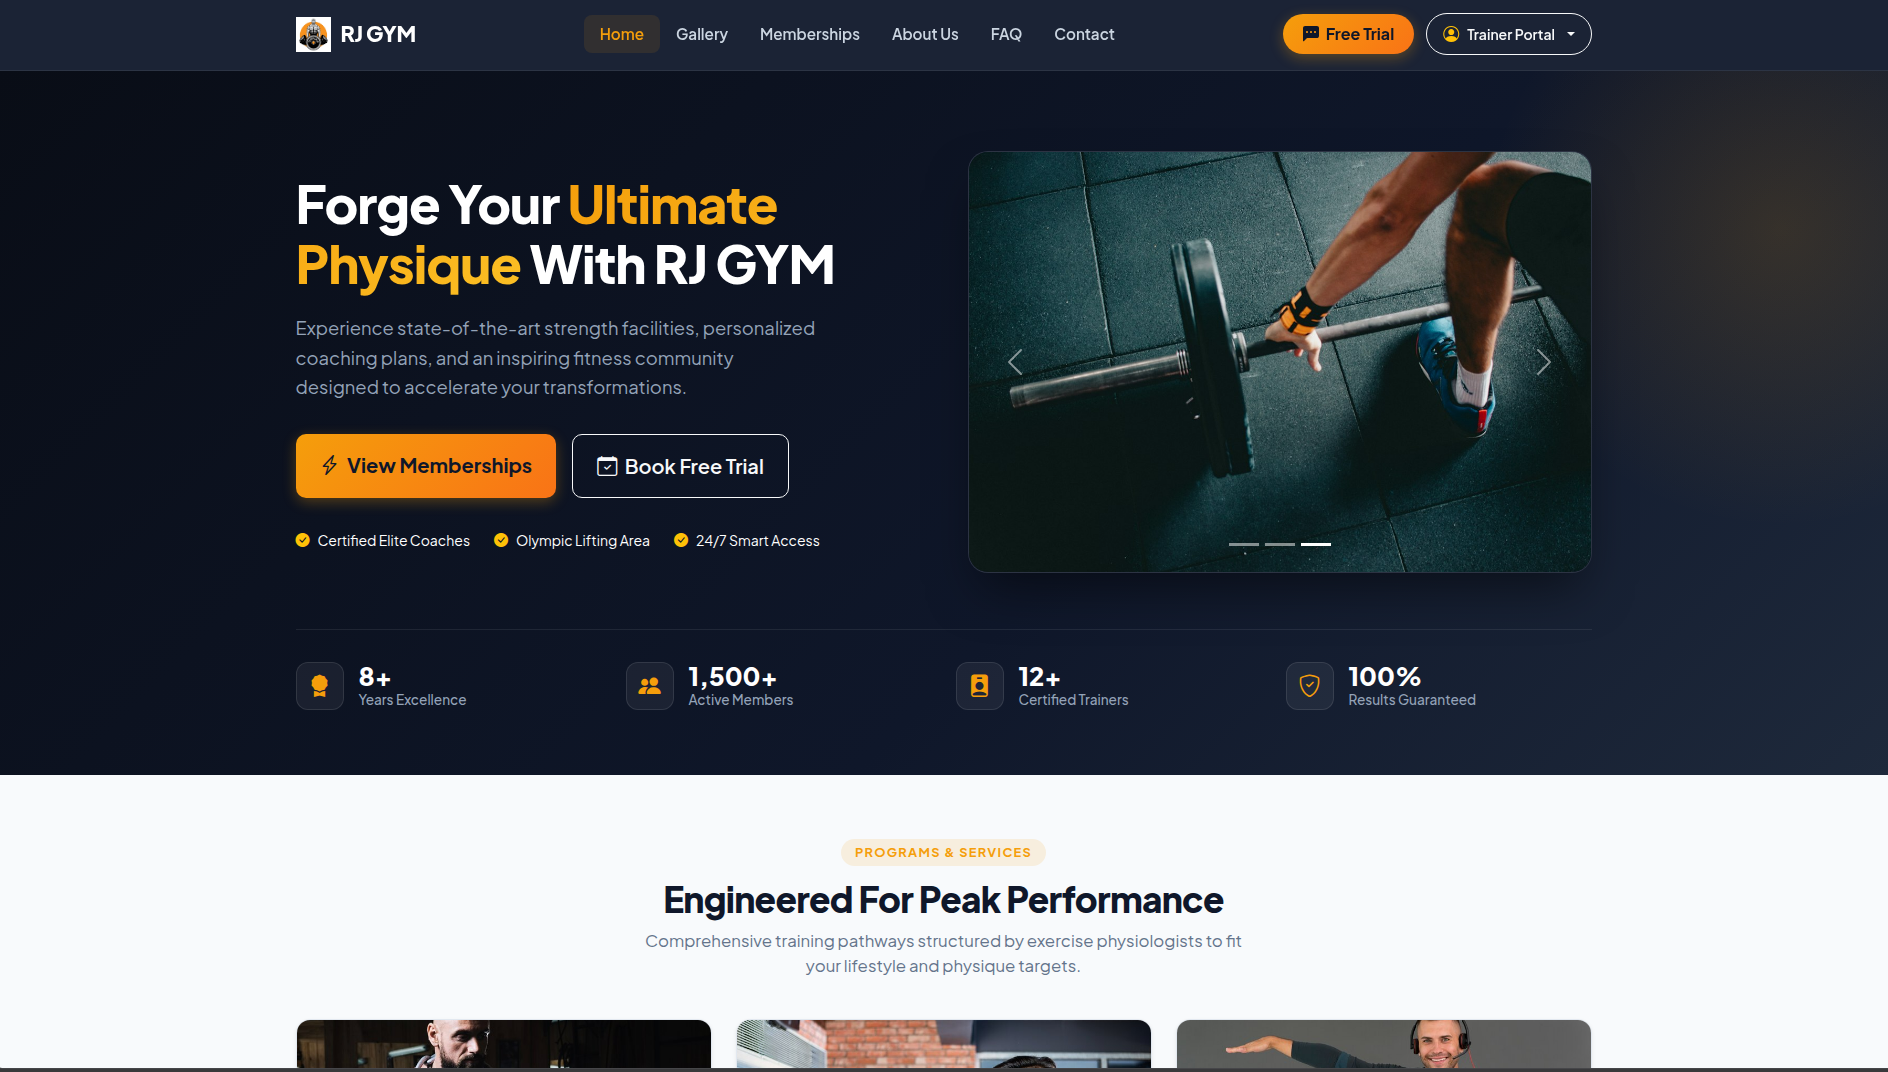 RJ GYM
Home
Gallery
Memberships
About Us
FAQ
Contact
Free Trial
Trainer Portal
Forge Your Ultimate
Physique With RJ GYM
Experience state-of-the-art strength facilities, personalized
coaching plans, and an inspiring fitness community
designed to accelerate your transformations.
View Memberships
Book Free Trial
Certified Elite Coaches
Olympic Lifting Area
24/7 Smart Access
8+
Years Excellence
1,500+
Active Members
12+
Certified Trainers
100%
Results Guaranteed
PROGRAMS & SERVICES
Engineered For Peak Performance
Comprehensive training pathways structured by exercise physiologists to fit
your lifestyle and physique targets.